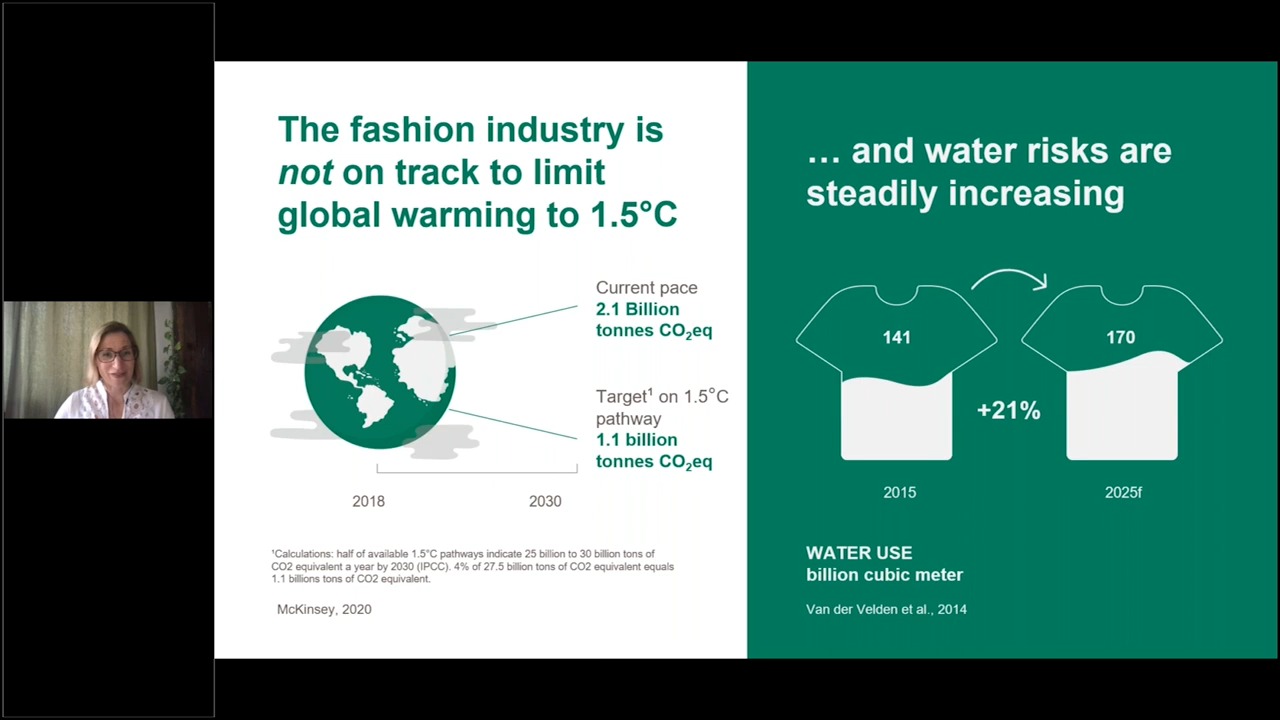 The fashion industry is
not on track to limit
global warming to 1.5°C
Current pace
2.1 Billion
tonnes CO₂eq
Target¹ on 1.5°C
pathway
1.1 billion
tonnes CO₂eq
2018
2030
¹Calculations: half of available 1.5°C pathways indicate 25 billion to 30 billion tons of
CO2 equivalent a year by 2030 (IPCC). 4% of 27.5 billion tons of CO2 equivalent equals
1.1 billions tons of CO2 equivalent.
McKinsey, 2020
… and water risks are
steadily increasing
141
170
+21%
2015
2025f
WATER USE
billion cubic meter
Van der Velden et al., 2014